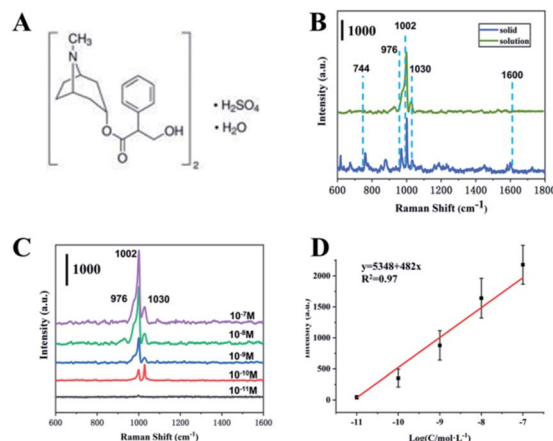 A
CH₃
N
O
O
OH
2
• H₂SO₄
• H₂O
B
1000
1002
976
1030
744
1600
solid
solution
Intensity (a.u.)
600 800 1000 1200 1400 1600 1800
Raman Shift (cm⁻¹)
C
1000
1002
976
1030
10⁻⁷M
10⁻⁸M
10⁻⁹M
10⁻¹⁰M
10⁻¹¹M
Intensity (a.u.)
600 800 1000 1200 1400 1600
Raman Shift (cm⁻¹)
D
y=5348+482x
R²=0.97
2000
1500
1000
500
0
Intensity (a.u.)
-11 -10 -9 -8 -7
Log(C/mol·L⁻¹)